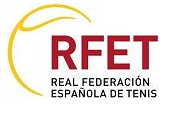 RFET
REAL FEDERACIÓN
ESPAÑOLA DE TENIS